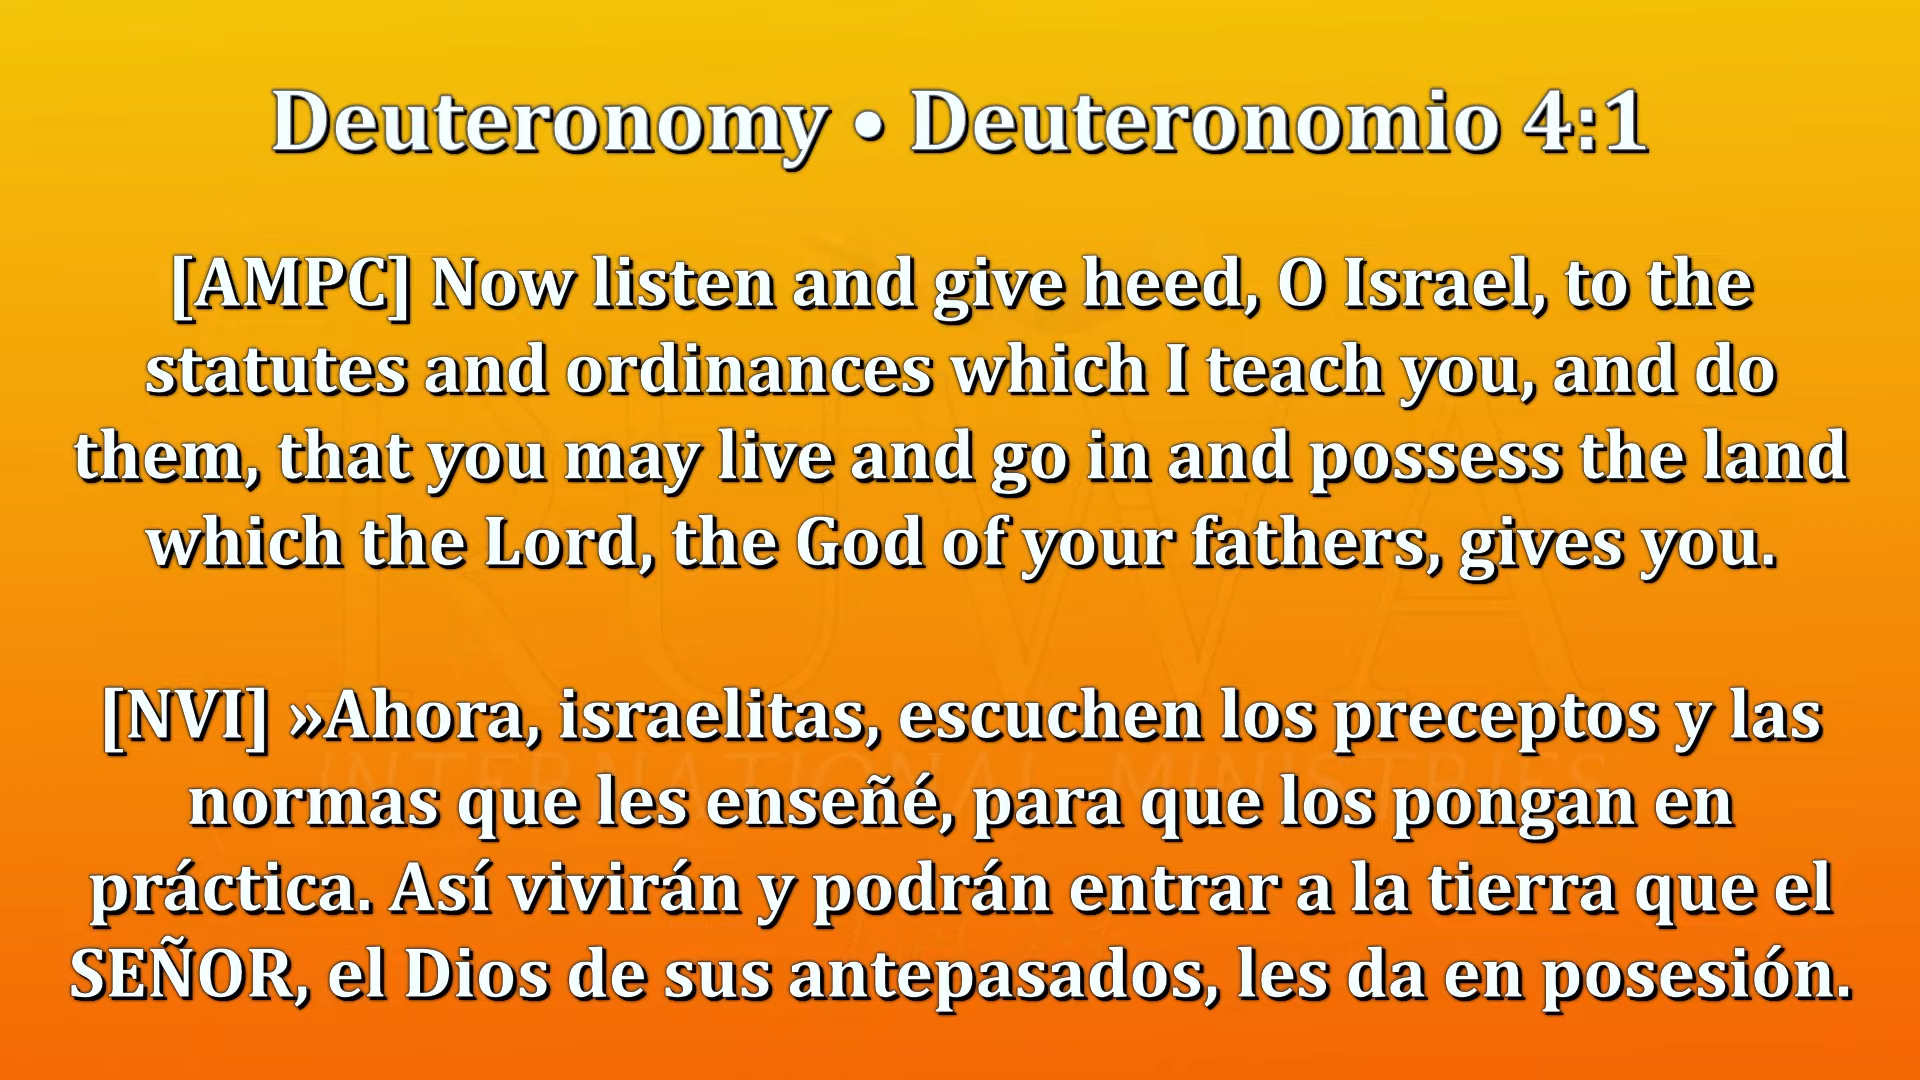 Deuteronomy • Deuteronomio 4:1
[AMPC] Now listen and give heed, O Israel, to the
statutes and ordinances which I teach you, and do
them, that you may live and go in and possess the land
which the Lord, the God of your fathers, gives you.
[NVI] »Ahora, israelitas, escuchen los preceptos y las
normas que les enseñé, para que los pongan en
práctica. Así vivirán y podrán entrar a la tierra que el
SEÑOR, el Dios de sus antepasados, les da en posesión.
RUWA
INTERNATIONAL MINISTRIES